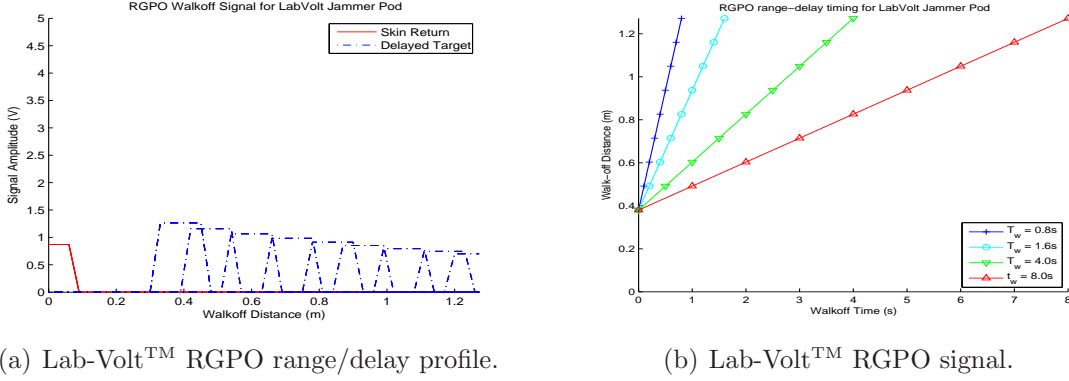 RGPO Walkoff Signal for LabVolt Jammer Pod
Signal Amplitude (V)
5
4.5
4
3.5
3
2.5
2
1.5
1
0.5
0
Skin Return
Delayed Target
0 0.2 0.4 0.6 0.8 1 1.2
Walkoff Distance (m)
(a) Lab-Volt™ RGPO range/delay profile.
RGPO range-delay timing for LabVolt Jammer Pod
Walk-off Distance (m)
1.2
1
0.8
0.6
0.4
0.2
0
T_w = 0.8s
T_w = 1.6s
T_w = 4.0s
t_w = 8.0s
0 1 2 3 4 5 6 7 8
Walkoff Time (s)
(b) Lab-Volt™ RGPO signal.